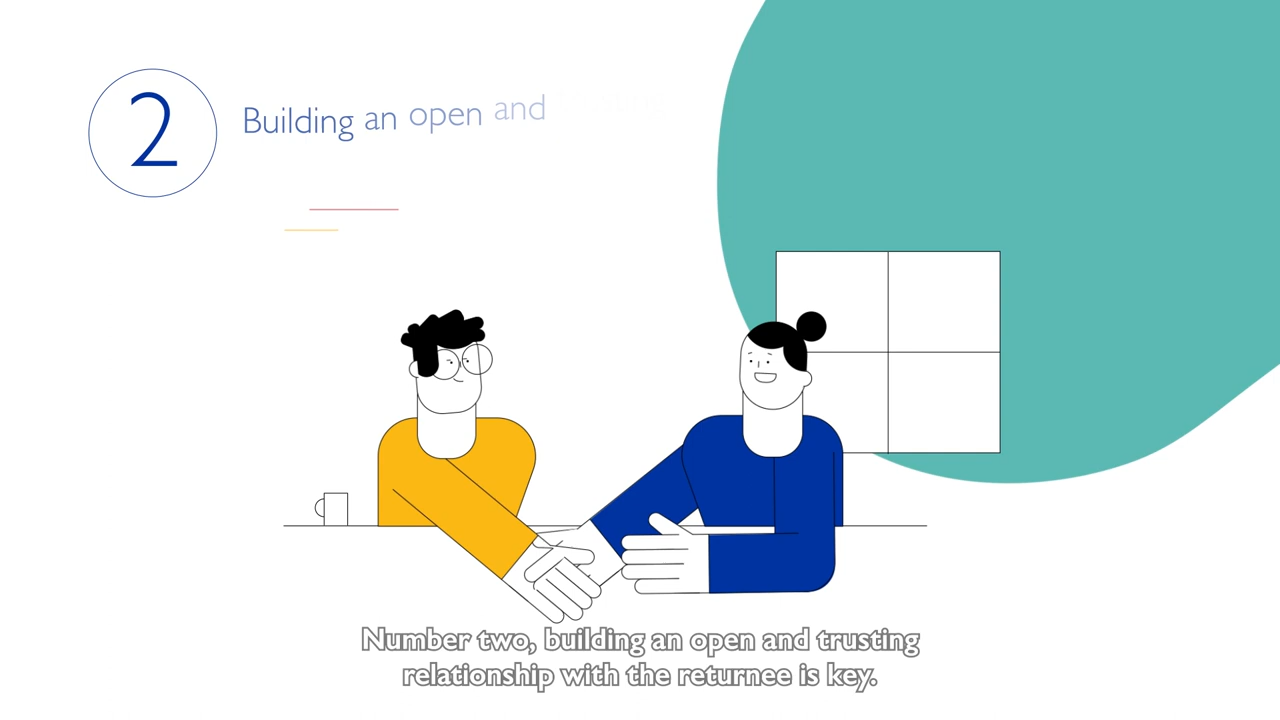 2
Building an open and
Number two, building an open and trusting
relationship with the returnee is key.